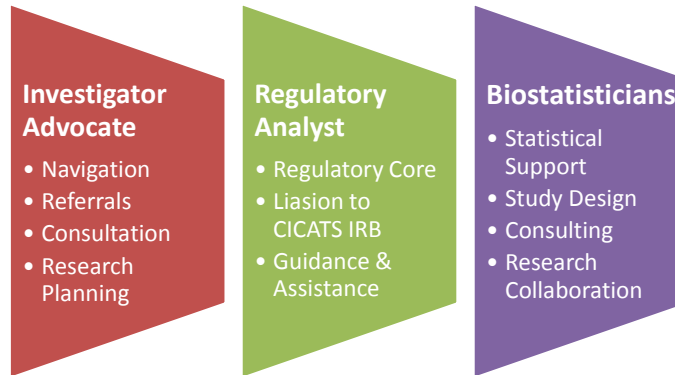 Investigator
Advocate
• Navigation
• Referrals
• Consultation
• Research
Planning
Regulatory
Analyst
• Regulatory Core
• Liasion to
CICATS IRB
• Guidance &
Assistance
Biostatisticians
• Statistical
Support
• Study Design
• Consulting
• Research
Collaboration